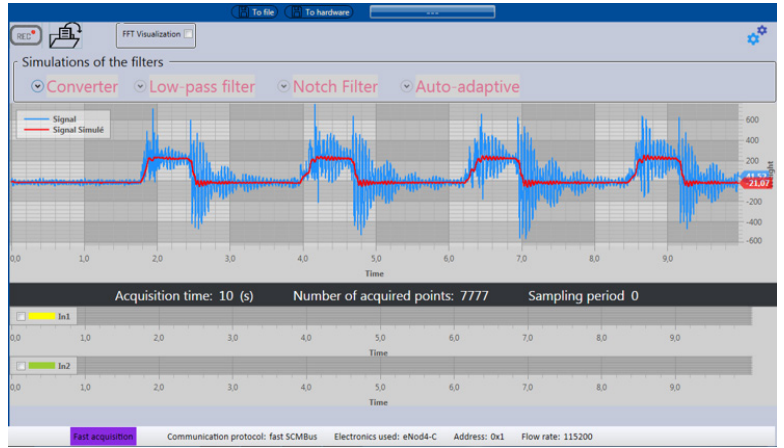 To file To hardware ---
REC
FFT Visualization
Simulations of the filters
Converter Low-pass filter Notch Filter Auto-adaptive
Signal
Signal Simulé
600
400
200
-21,07
-200
-400
-600
0,0 1,0 2,0 3,0 4,0 5,0 6,0 7,0 8,0 9,0
Time
Acquisition time: 10 (s) Number of acquired points: 7777 Sampling period 0
In1
0,0 1,0 2,0 3,0 4,0 5,0 6,0 7,0 8,0 9,0
Time
In2
0,0 1,0 2,0 3,0 4,0 5,0 6,0 7,0 8,0 9,0
Time
Fast acquisition Communication protocol: fast SCMBus Electronics used: eNod4-C Address: 0x1 Flow rate: 115200